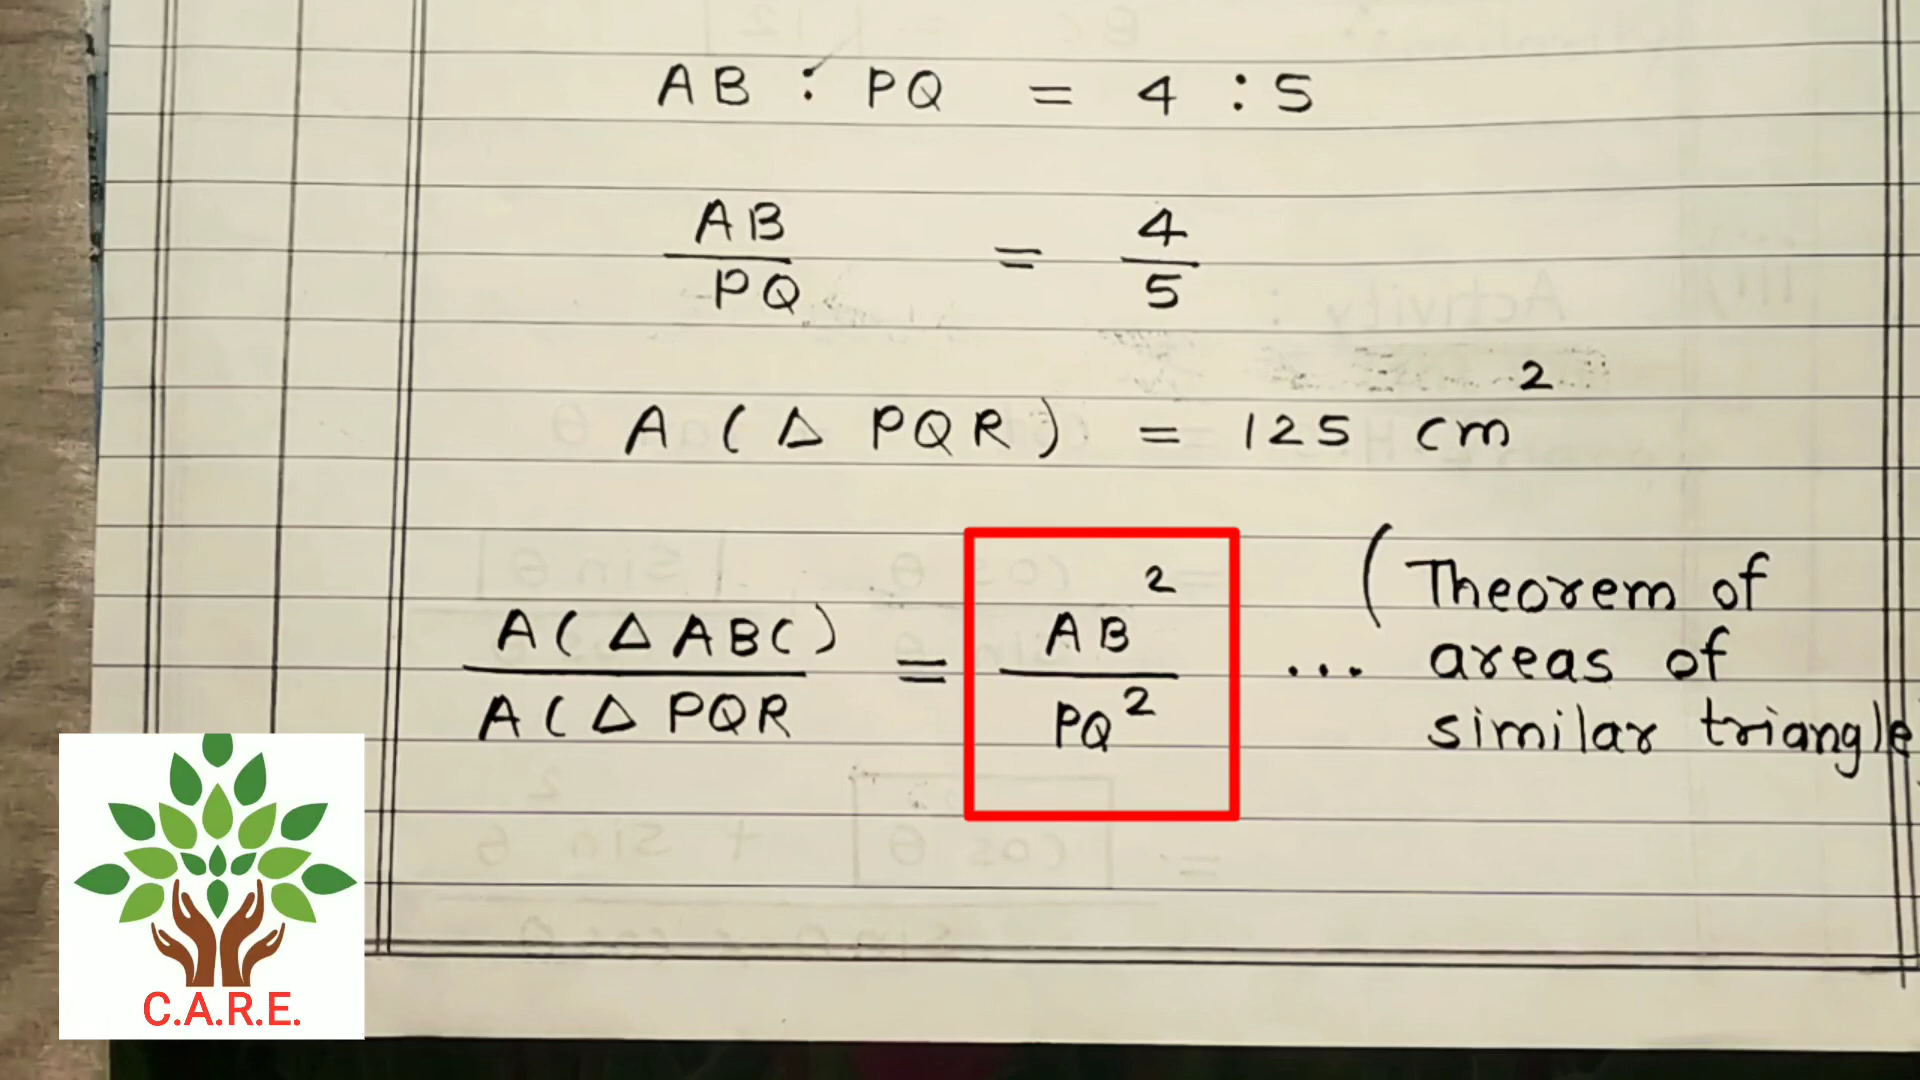 AB : PQ = 4 : 5
AB / PQ = 4 / 5
A ( △ PQR ) = 125 cm²
A ( △ ABC ) / A ( △ PQR = AB² / PQ² ... ( Theorem of areas of similar triangle
C.A.R.E.